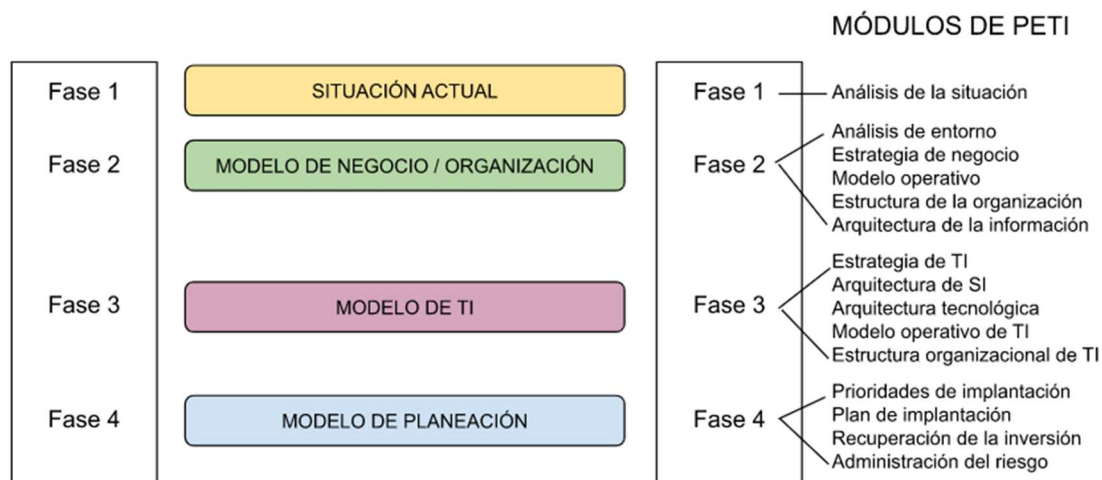 MÓDULOS DE PETI
Fase 1
SITUACIÓN ACTUAL
Fase 1
Análisis de la situación
Fase 2
MODELO DE NEGOCIO / ORGANIZACIÓN
Fase 2
Análisis de entorno
Estrategia de negocio
Modelo operativo
Estructura de la organización
Arquitectura de la información
Fase 3
MODELO DE TI
Fase 3
Estrategia de TI
Arquitectura de SI
Arquitectura tecnológica
Modelo operativo de TI
Estructura organizacional de TI
Fase 4
MODELO DE PLANEACIÓN
Fase 4
Prioridades de implantación
Plan de implantación
Recuperación de la inversión
Administración del riesgo